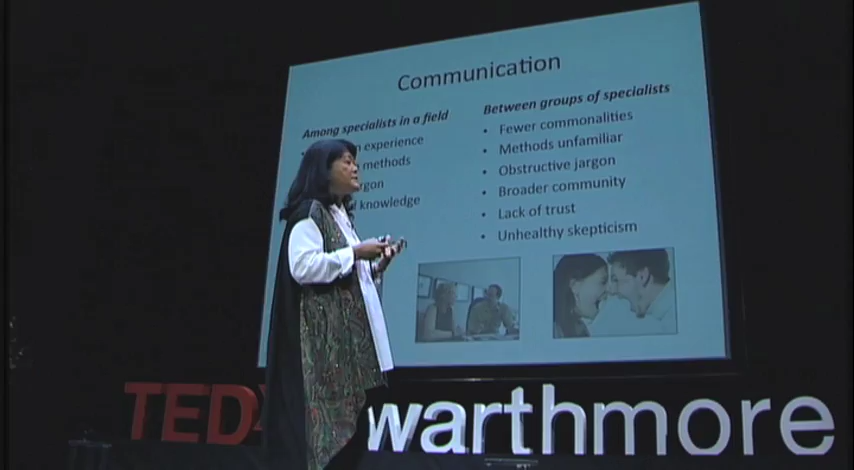 Communication
Among specialists in a field
experience
methods
knowledge
Between groups of specialists
• Fewer commonalities
• Methods unfamiliar
• Obstructive jargon
• Broader community
• Lack of trust
• Unhealthy skepticism
TEDx
warthmore